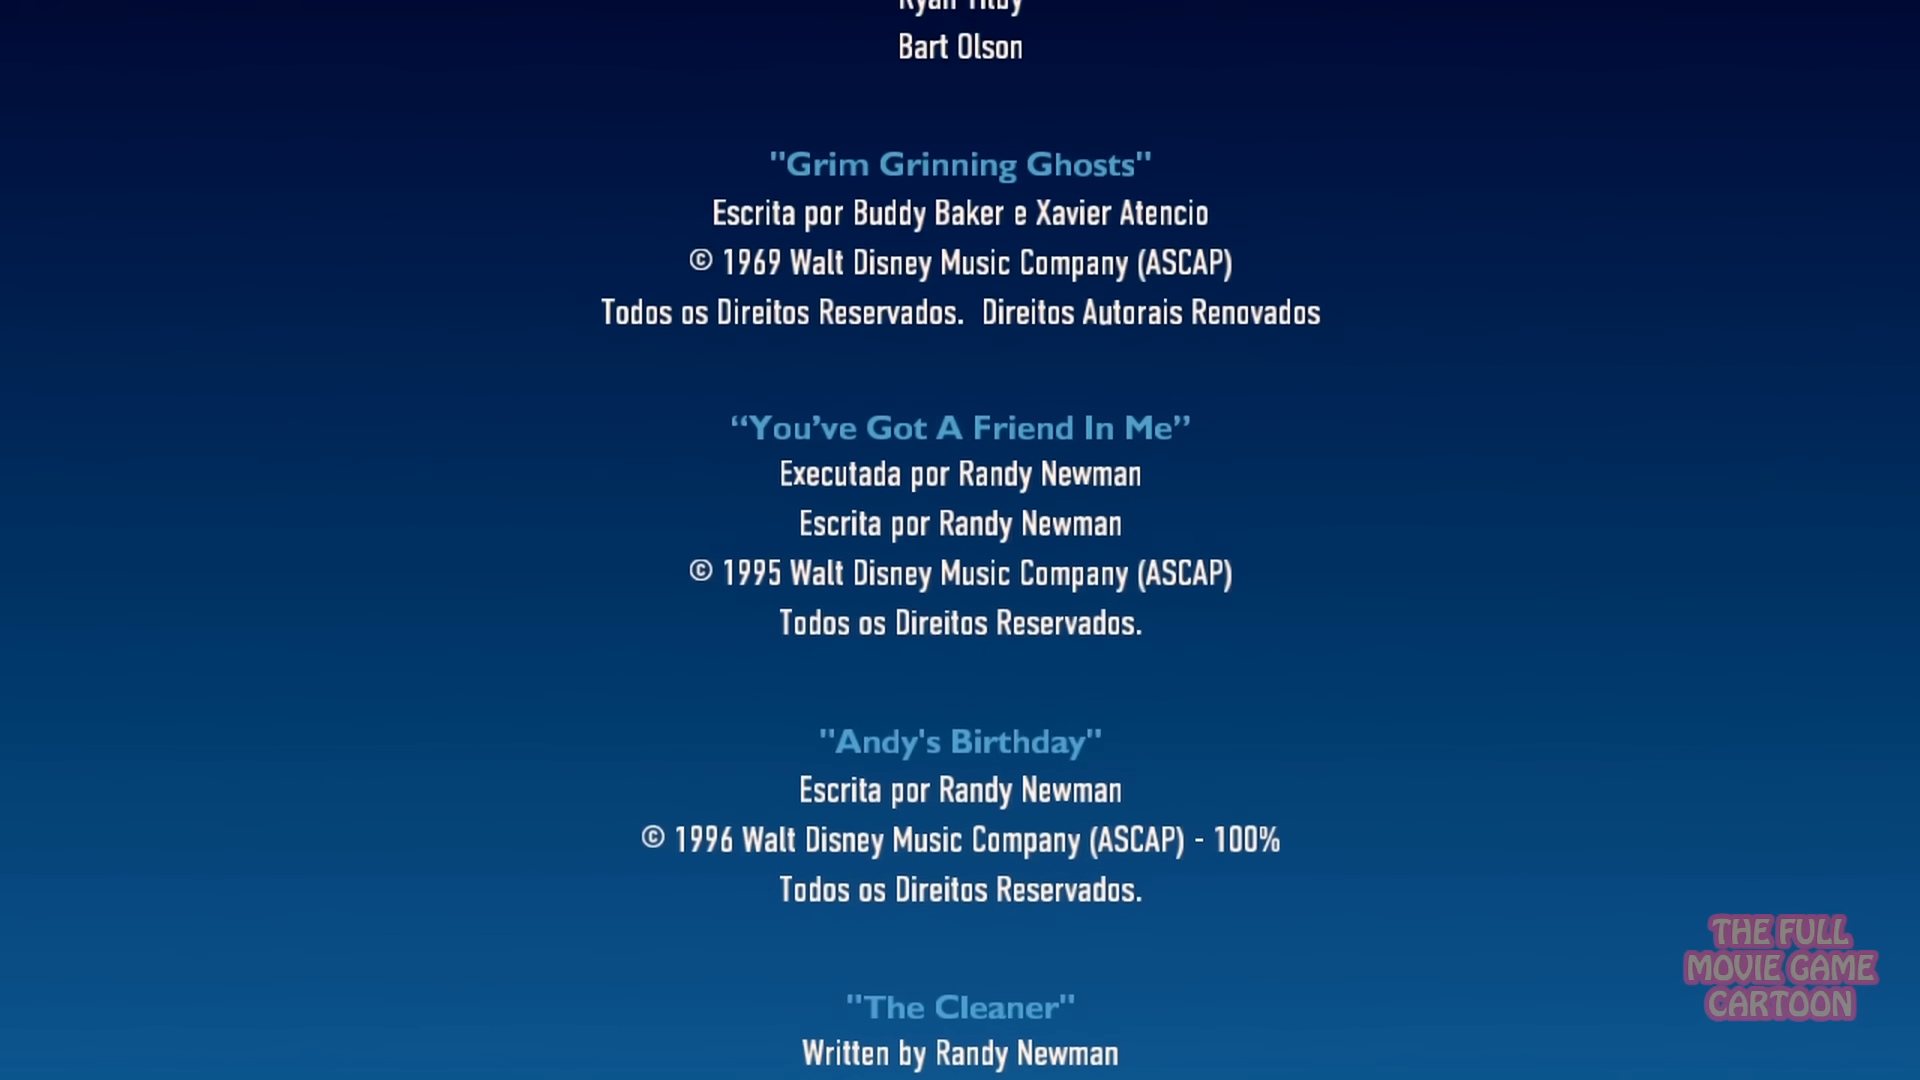 Bart Olson
"Grim Grinning Ghosts"
Escrita por Buddy Baker e Xavier Atencio
© 1969 Walt Disney Music Company (ASCAP)
Todos os Direitos Reservados.  Direitos Autorais Renovados
“You’ve Got A Friend In Me”
Executada por Randy Newman
Escrita por Randy Newman
© 1995 Walt Disney Music Company (ASCAP)
Todos os Direitos Reservados.
"Andy's Birthday"
Escrita por Randy Newman
© 1996 Walt Disney Music Company (ASCAP) - 100%
Todos os Direitos Reservados.
"The Cleaner"
Written by Randy Newman
THE FULL
MOVIE GAME
CARTOON